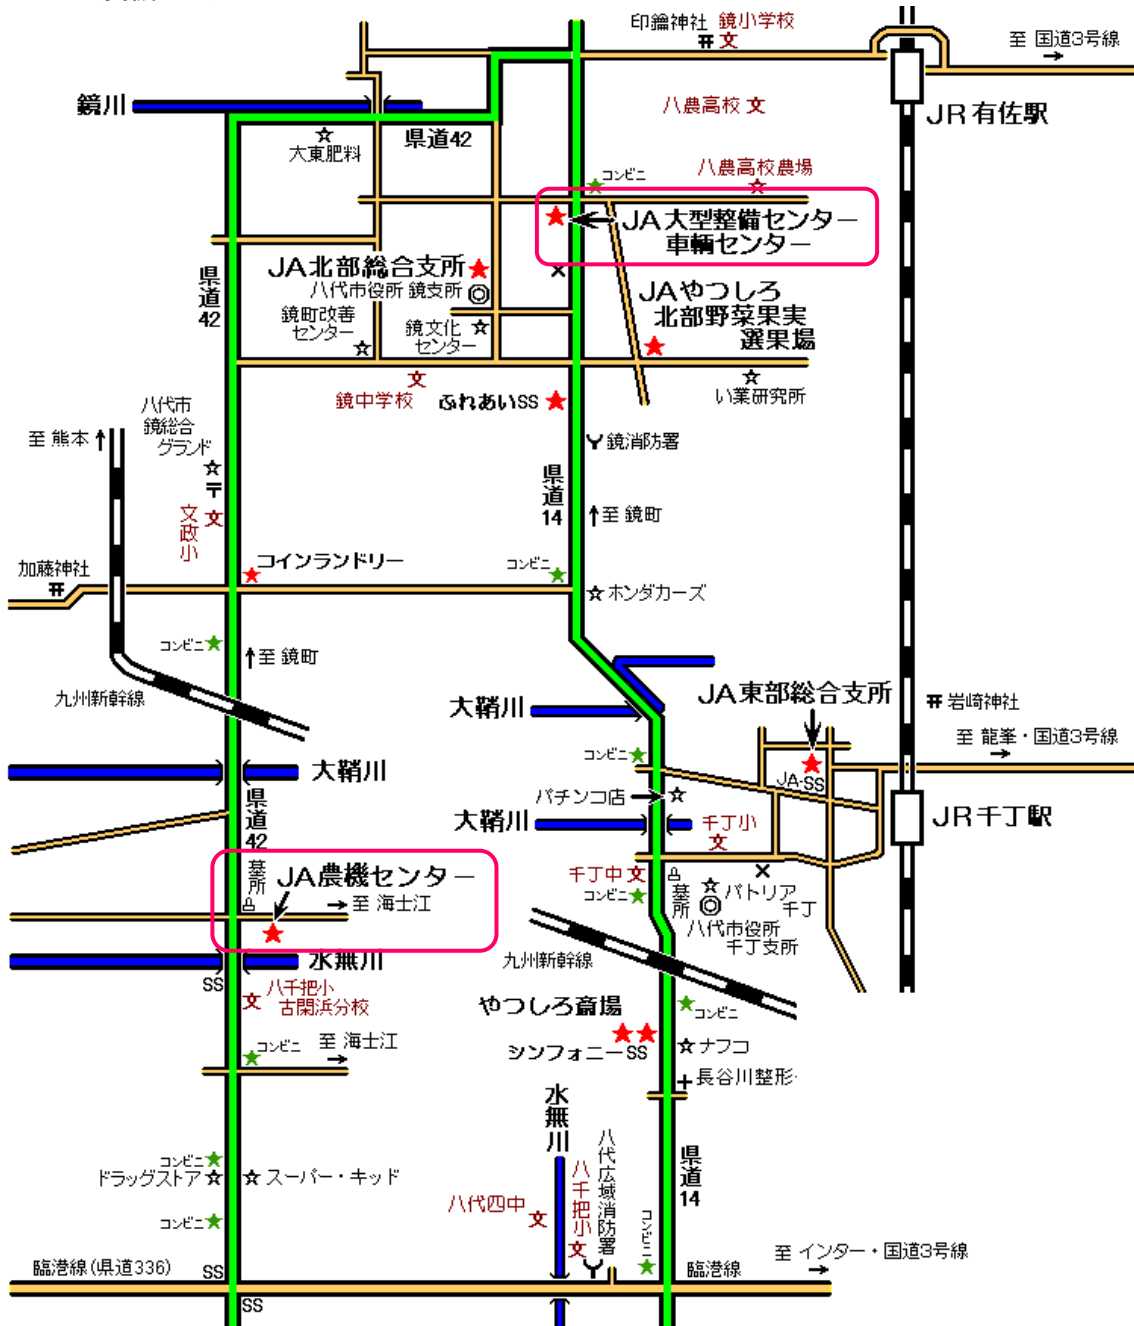 印鑰神社 鏡小学校
文
至 国道3号線
鏡川
八農高校 文
JR有佐駅
県道42
大東肥料
コンビニ
八農高校農場
JA大型整備センター
車輌センター
JA北部総合支所
八代市役所 鏡支所
県道42
鏡町改善
センター
鏡文化
センター
JAやつしろ
北部野菜果実
選果場
文
鏡中学校
ふれあいSS
い業研究所
八代市
鏡総合
グランド
至 熊本
鏡消防署
〒
県道14
至 鏡町
文政小
文
コインランドリー
コンビニ
加藤神社
ホンダカーズ
コンビニ
至 鏡町
九州新幹線
大鞘川
JA東部総合支所
岩崎神社
至 龍峯・国道3号線
コンビニ
大鞘川
JA-SS
パチンコ店
県道42
大鞘川
千丁小
文
JR千丁駅
墓所
JA農機センター
至 海士江
千丁中 文
コンビニ
墓所
パトリア
千丁
八代市役所
千丁支所
水無川
九州新幹線
SS
八千把小
文
古閑浜分校
やつしろ斎場
コンビニ
コンビニ
至 海士江
シンフォニーSS
ナフコ
長谷川整形
水無川
コンビニ
ドラッグストア
スーパー・キッド
八代広域消防署
県道14
八千把小
文
八代四中
文
コンビニ
コンビニ
臨港線(県道336)
SS
臨港線
至 インター・国道3号線
SS